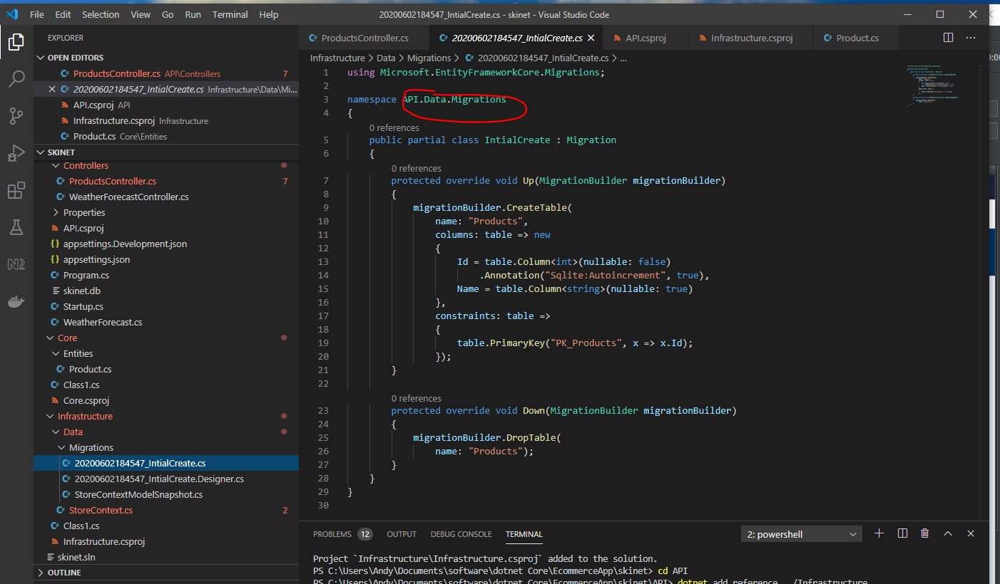 File Edit Selection View Go Run Terminal Help
20200602184547_IntialCreate.cs - skinet - Visual Studio Code
EXPLORER
OPEN EDITORS
ProductsController.cs API\Controllers 7
20200602184547_IntialCreate.cs Infrastructure\Data\Mi...
API.csproj API
Infrastructure.csproj Infrastructure
Product.cs Core\Entities
SKINET
Controllers
ProductsController.cs 7
WeatherForecastController.cs
Properties
API.csproj
appsettings.Development.json
appsettings.json
Program.cs
skinet.db
Startup.cs
WeatherForecast.cs
Core
Entities
Product.cs
Class1.cs
Core.csproj
Infrastructure
Data
Migrations
20200602184547_IntialCreate.cs
20200602184547_IntialCreate.Designer.cs
StoreContextModelSnapshot.cs
StoreContext.cs 2
Class1.cs
Infrastructure.csproj
skinet.sln
OUTLINE
ProductsController.cs 20200602184547_IntialCreate.cs API.csproj Infrastructure.csproj Product.cs
Infrastructure > Data > Migrations > 20200602184547_IntialCreate.cs > ...
1 using Microsoft.EntityFrameworkCore.Migrations;
2
3 namespace API.Data.Migrations
4 {
0 references
5 public partial class IntialCreate : Migration
6 {
0 references
7 protected override void Up(MigrationBuilder migrationBuilder)
8 {
9 migrationBuilder.CreateTable(
10 name: "Products",
11 columns: table => new
12 {
13 Id = table.Column<int>(nullable: false)
14 .Annotation("Sqlite:Autoincrement", true),
15 Name = table.Column<string>(nullable: true)
16 },
17 constraints: table =>
18 {
19 table.PrimaryKey("PK_Products", x => x.Id);
20 });
21 }
22
0 references
23 protected override void Down(MigrationBuilder migrationBuilder)
24 {
25 migrationBuilder.DropTable(
26 name: "Products");
27 }
28 }
29 }
30
PROBLEMS 12 OUTPUT DEBUG CONSOLE TERMINAL 2: powershell
Project `Infrastructure\Infrastructure.csproj` added to the solution.
PS C:\Users\Andy\Documents\software\dotnet Core\EcommerceApp\skinet> cd API
PS C:\Users\Andy\Documents\software\dotnet Core\EcommerceApp\skinet\API> dotnet add reference ../Infrastructure